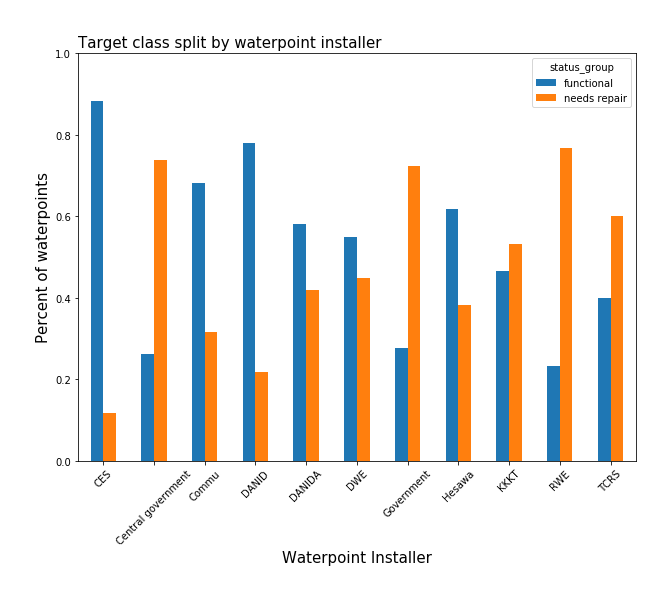 Target class split by waterpoint installer
status_group
functional
needs repair
Percent of waterpoints
1.0
0.8
0.6
0.4
0.2
0.0
CES
Central government
Commu
DANID
DANIDA
DWE
Government
Hesawa
KKKT
RWE
TCRS
Waterpoint Installer